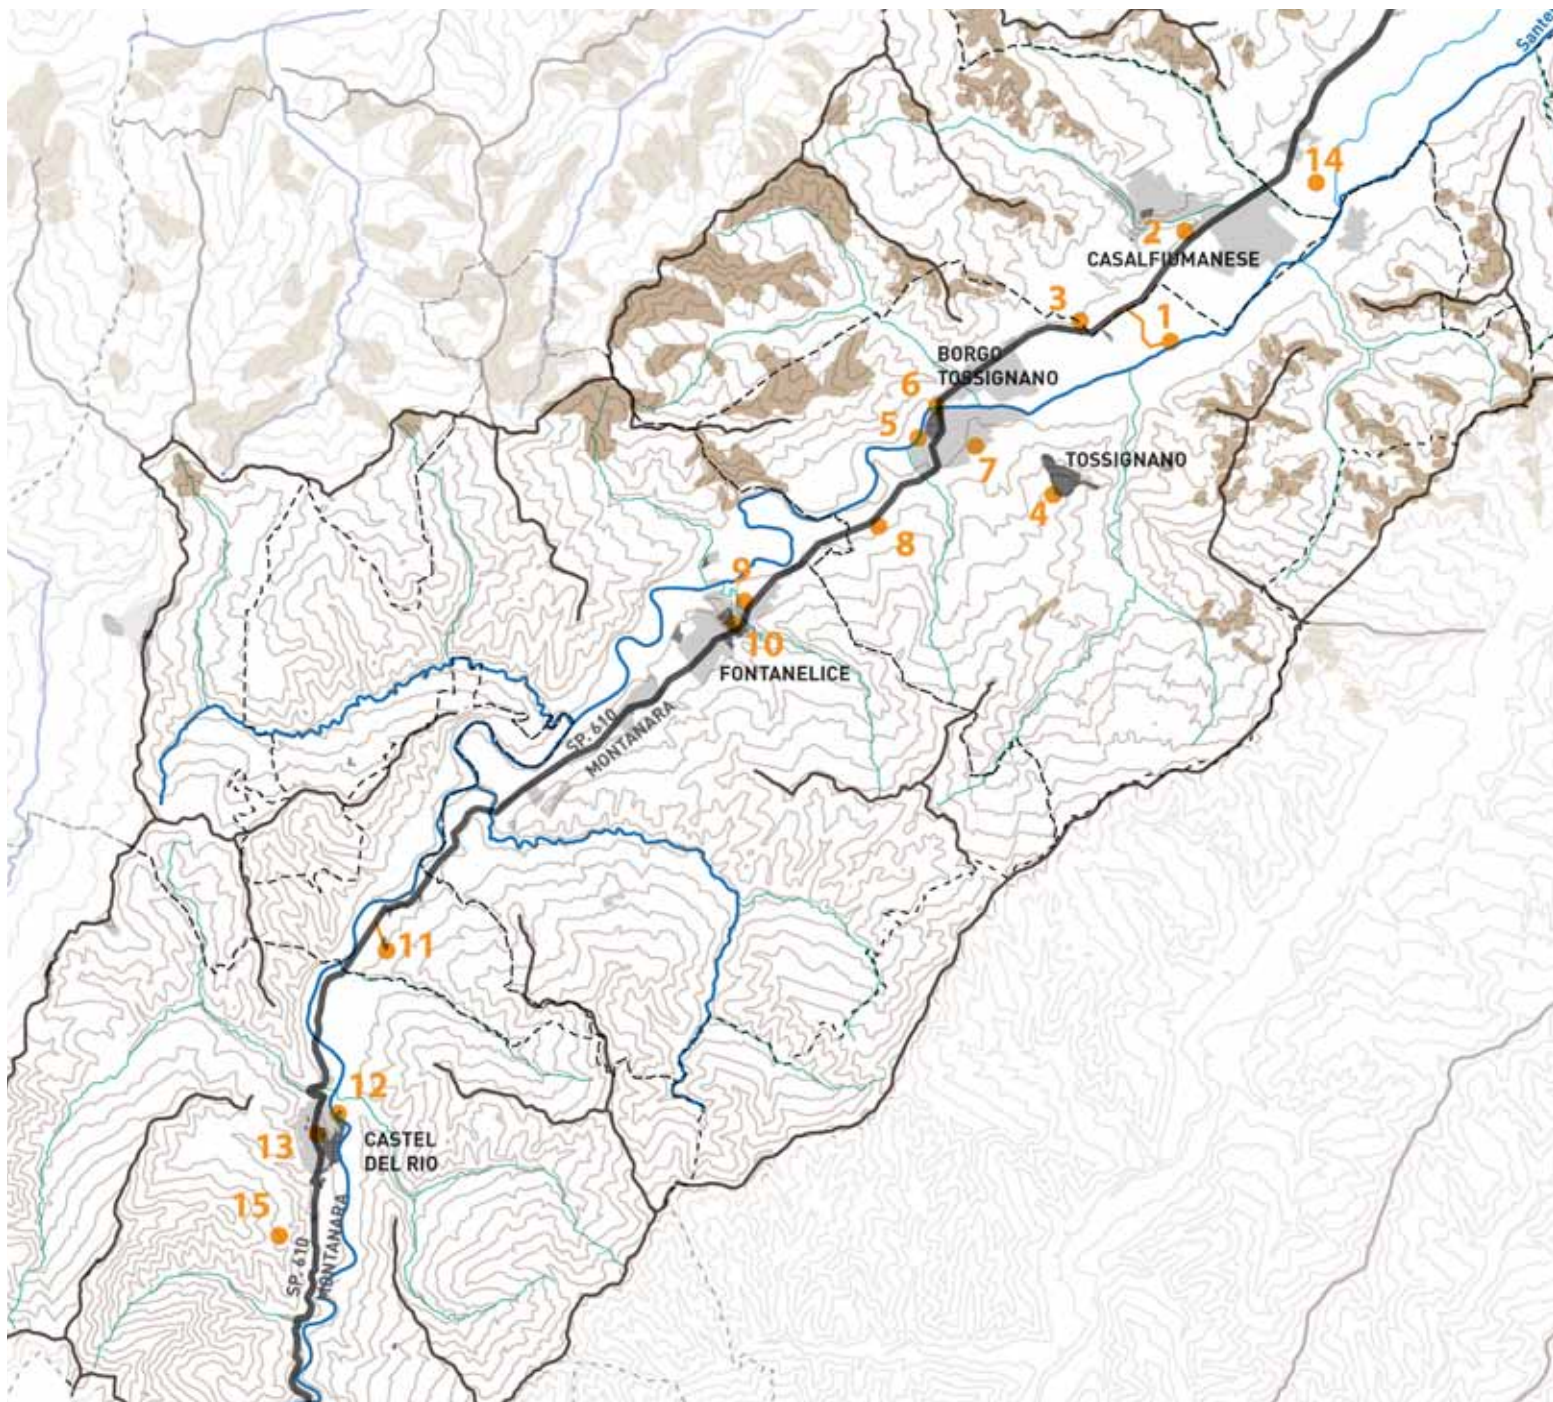 Sante
14
2
CASALFIUMANESE
3
1
BORGO
TOSSIGNANO
6
5
7
TOSSIGNANO
4
8
9
10
FONTANELICE
SP. 610
MONTANARA
11
12
13
CASTEL
DEL RIO
15
SP. 610
MONTANARA